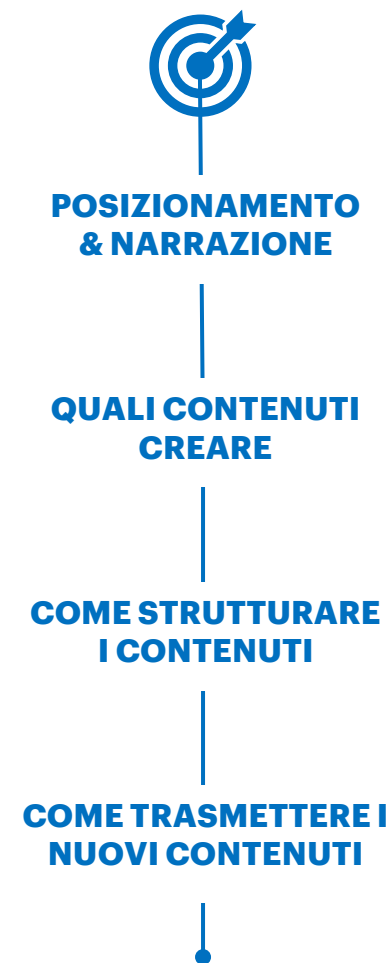 POSIZIONAMENTO
& NARRAZIONE
QUALI CONTENUTI
CREARE
COME STRUTTURARE
I CONTENUTI
COME TRASMETTERE I
NUOVI CONTENUTI